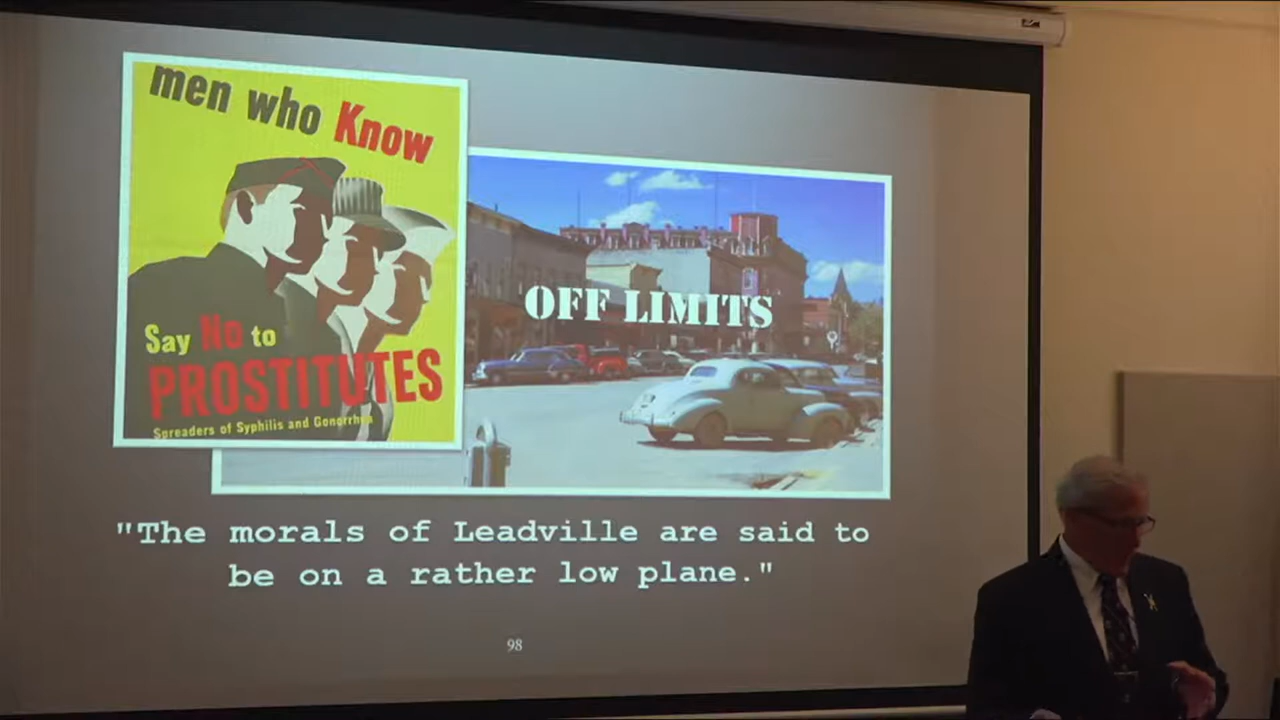 men who Know
Say No to
PROSTITUTES
Spreaders of Syphilis and Gonorrhea
OFF LIMITS
"The morals of Leadville are said to
be on a rather low plane."
98